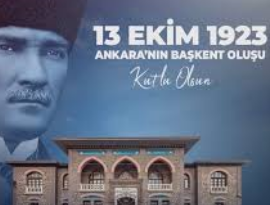 13 EKİM 1923
ANKARA'NIN BAŞKENT OLUŞU
Kutlu Olsun